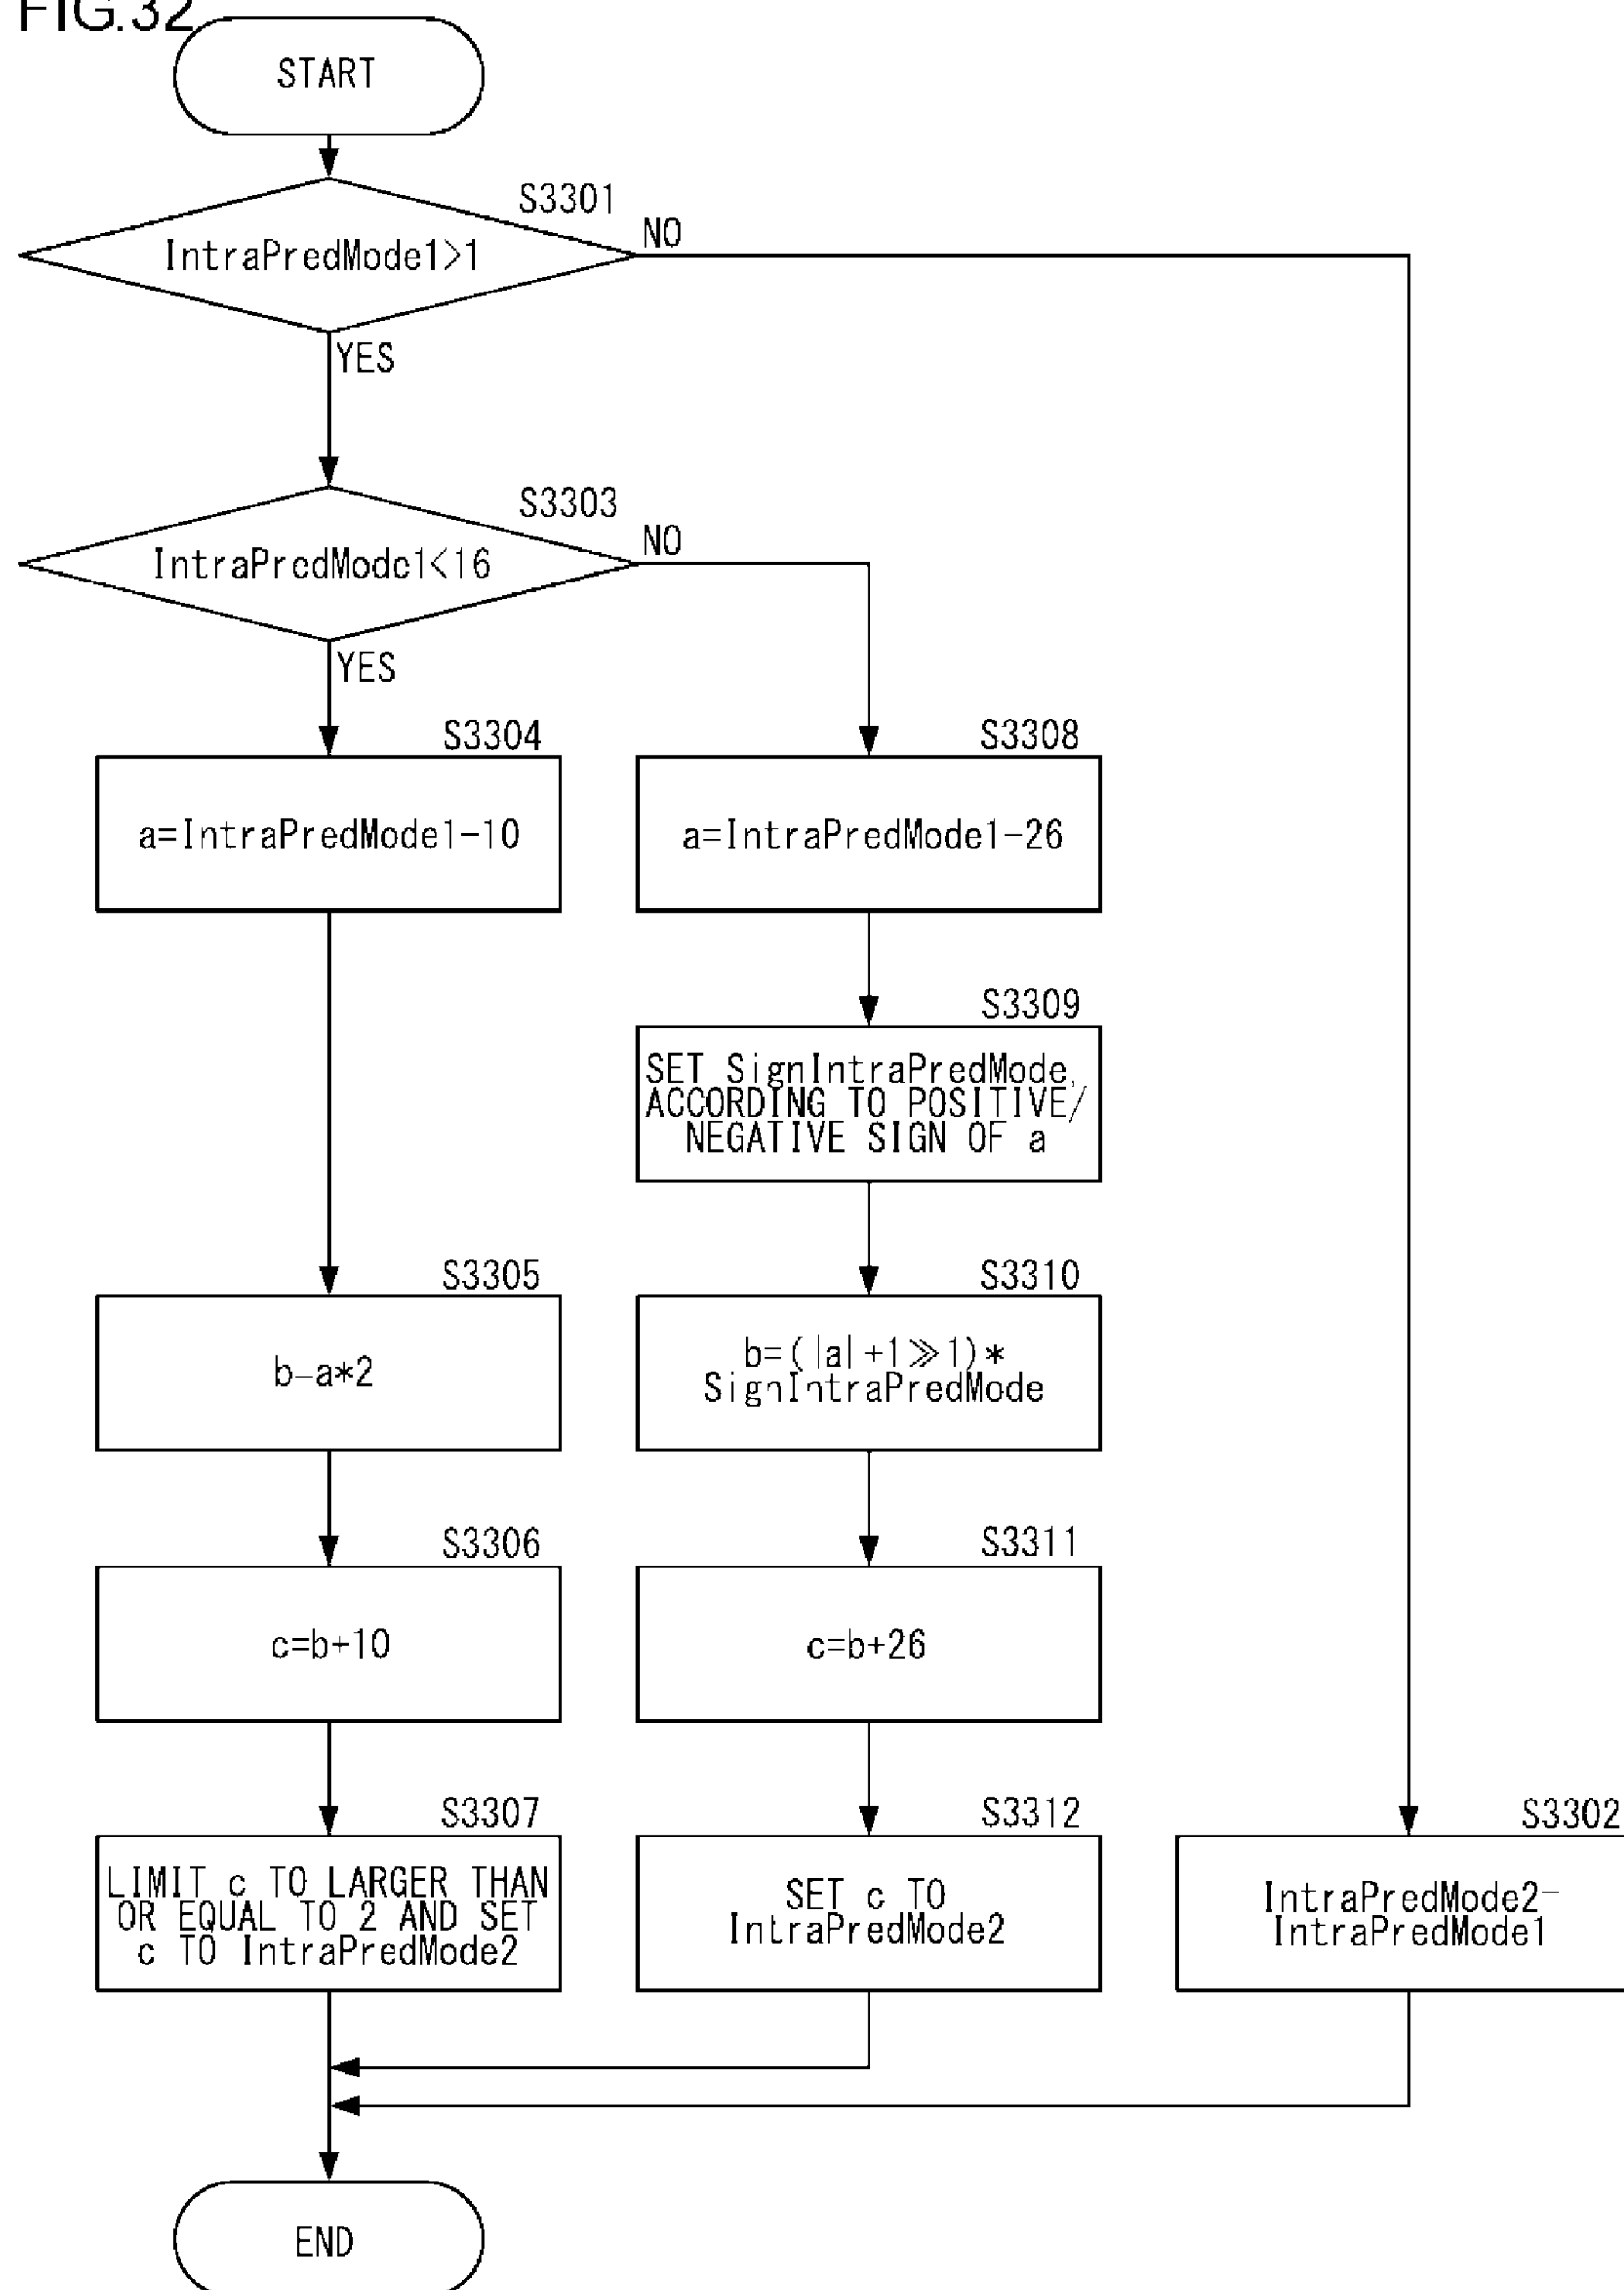 FIG.32
START
S3301
IntraPredMode1>1
NO
YES
S3303
IntraPredMode1<16
NO
YES
S3304
a=IntraPredMode1-10
S3308
a=IntraPredMode1-26
S3309
SET SignIntraPredMode,
ACCORDING TO POSITIVE/
NEGATIVE SIGN OF a
S3305
b=a*2
S3310
b=(|a|+1≫1)*
SignIntraPredMode
S3306
c=b+10
S3311
c=b+26
S3307
LIMIT c TO LARGER THAN
OR EQUAL TO 2 AND SET
c TO IntraPredMode2
S3312
SET c TO
IntraPredMode2
S3302
IntraPredMode2=
IntraPredMode1
END